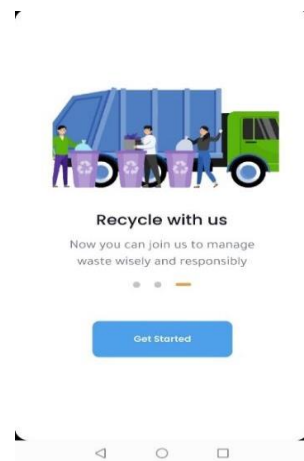 Recycle with us
Now you can join us to manage
waste wisely and responsibly
Get Started